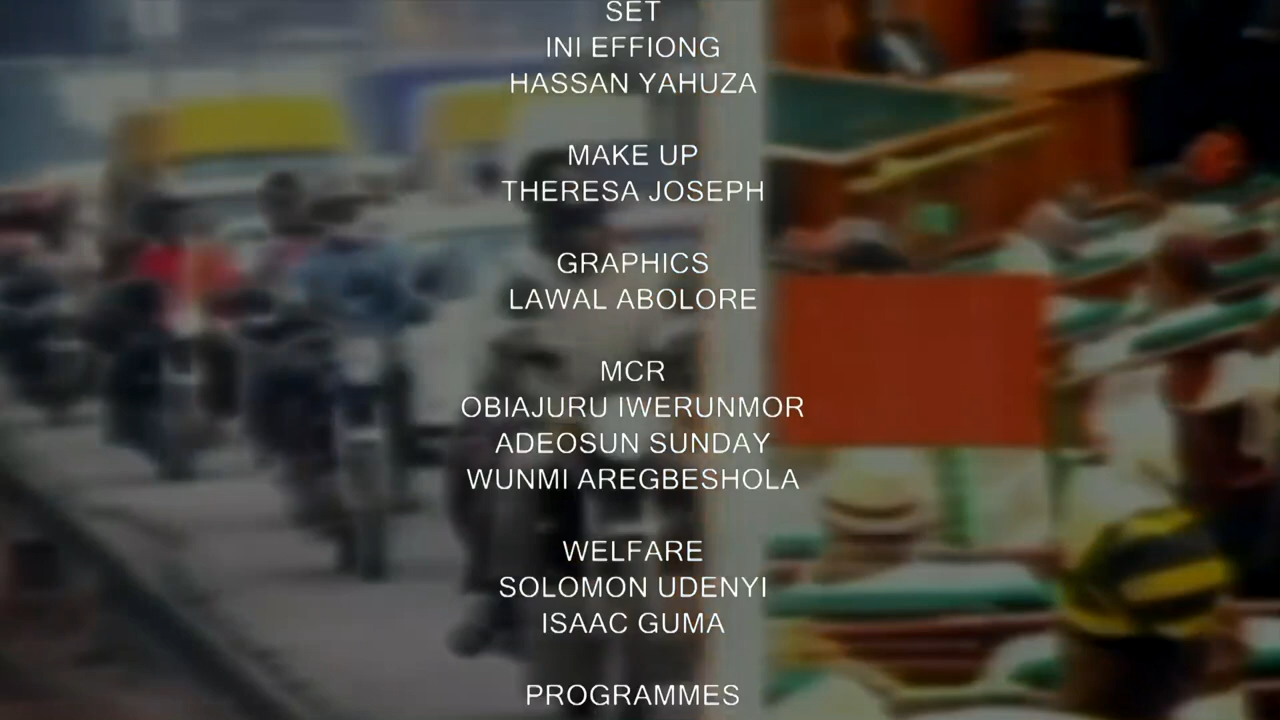 SET
INI EFFIONG
HASSAN YAHUZA
MAKE UP
THERESA JOSEPH
GRAPHICS
LAWAL ABOLORE
MCR
OBIAJURU IWERUNMOR
ADEOSUN SUNDAY
WUNMI AREGBESHOLA
WELFARE
SOLOMON UDENYI
ISAAC GUMA
PROGRAMMES